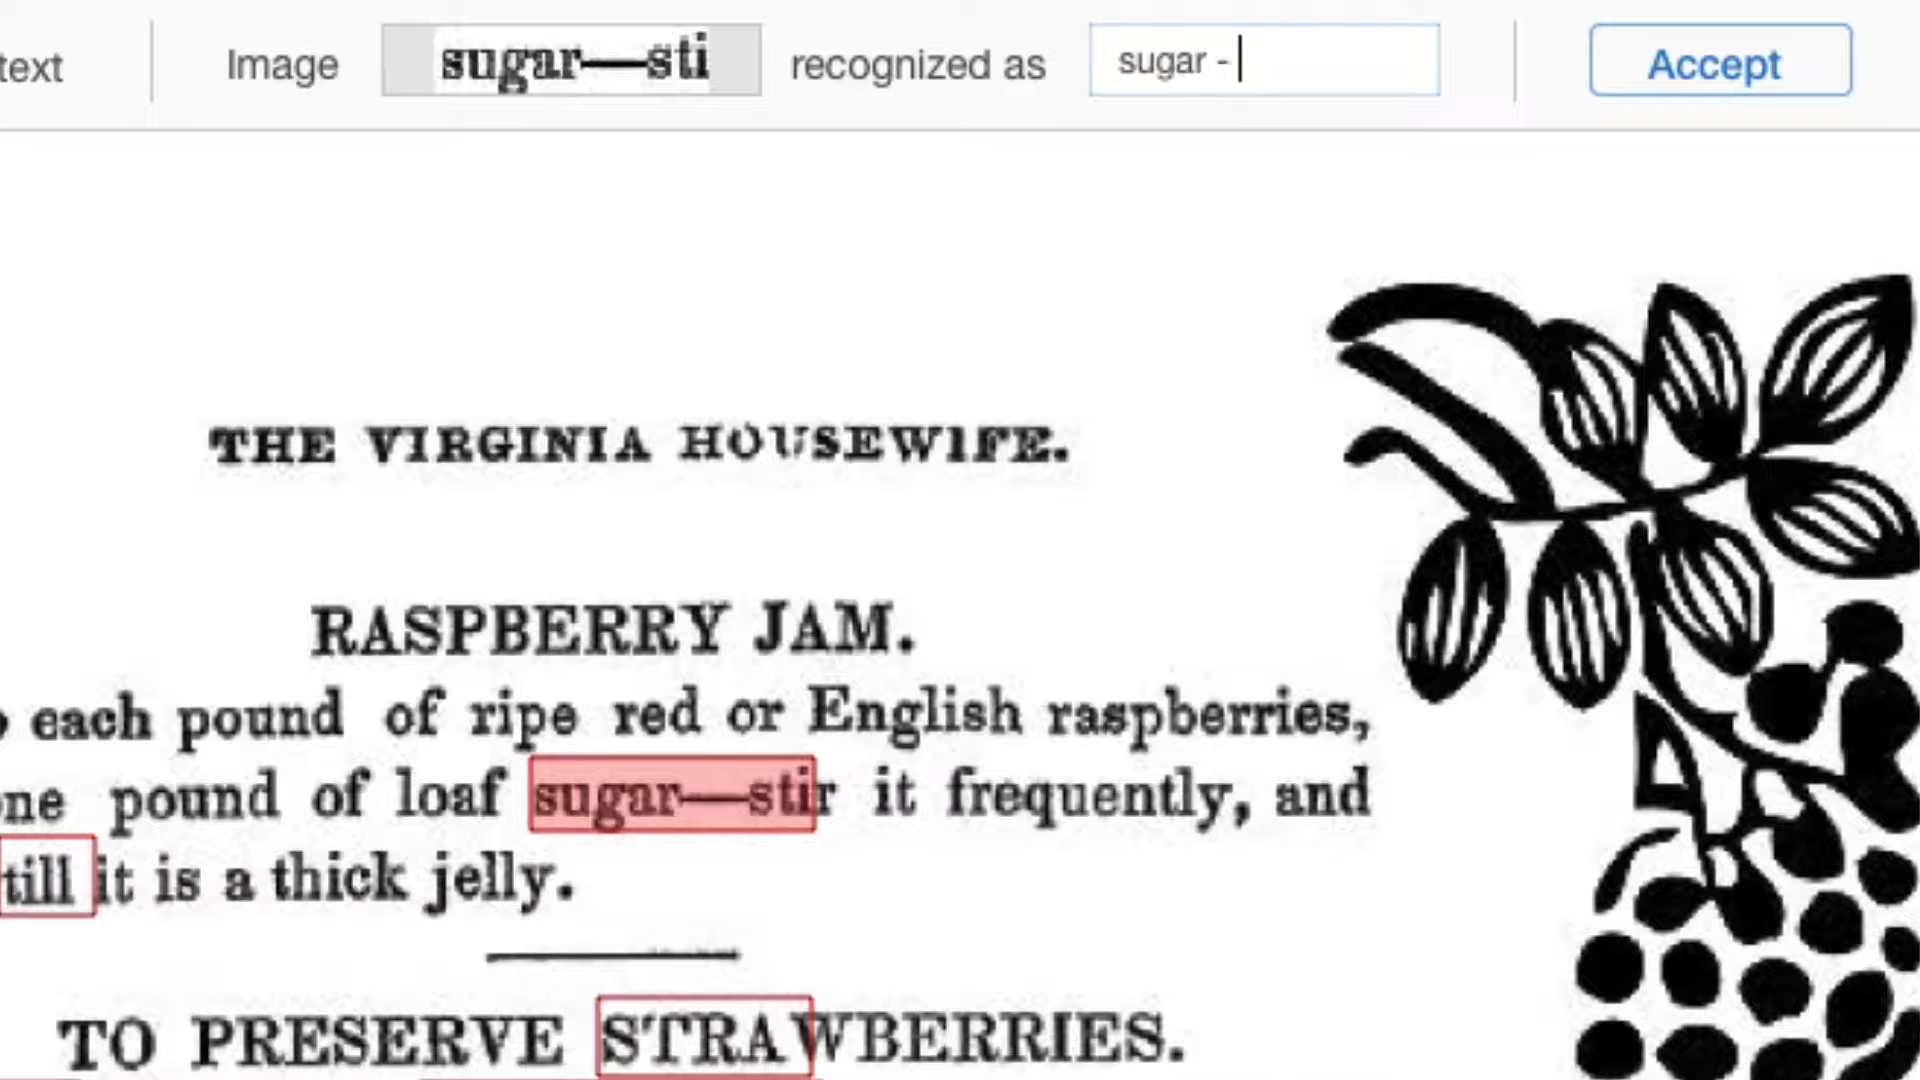 text Image sugar—sti recognized as sugar - Accept
THE VIRGINIA HOUSEWIFE.
RASPBERRY JAM.
each pound of ripe red or English raspberries,
pound of loaf sugar—stir it frequently, and
till it is a thick jelly.
TO PRESERVE STRAWBERRIES.